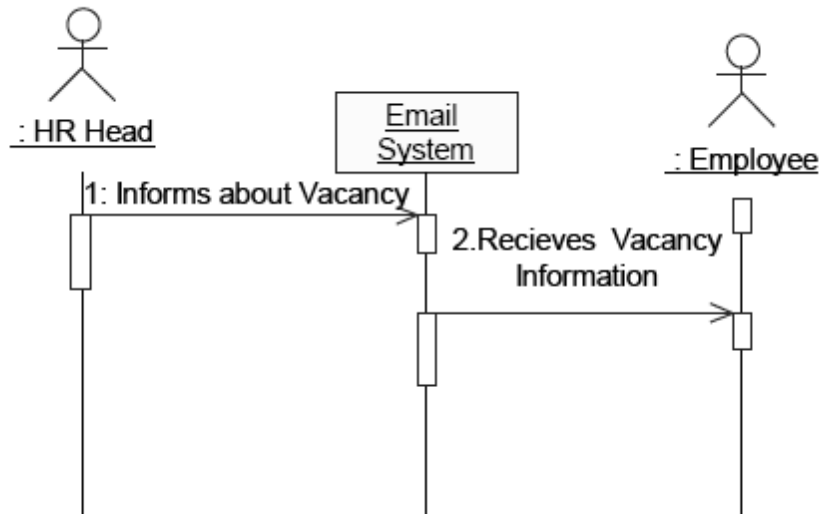 : HR Head
Email
System
: Employee
1: Informs about Vacancy
2.Recieves Vacancy
Information